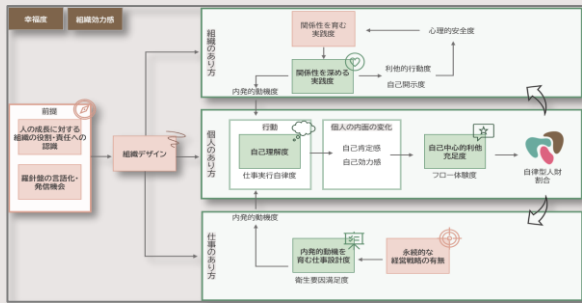 幸福度
組織効力感
前提
人の成長に対する
組織の役割・責任への
認識
羅針盤の言語化・
発信機会
組織デザイン
組織のあり方
関係性を育む
実践度
関係性を深める
実践度
心理的安全度
利他的行動度
自己開示度
内発的動機度
個人のあり方
行動
自己理解度
仕事実行自律度
個人の内面の変化
自己肯定感
自己効力感
自己中心的利他
充足度
フロー体験度
自律型人財
割合
仕事のあり方
内発的動機度
内発的動機を
育む仕事設計度
衛生要因満足度
永続的な
経営戦略の有無